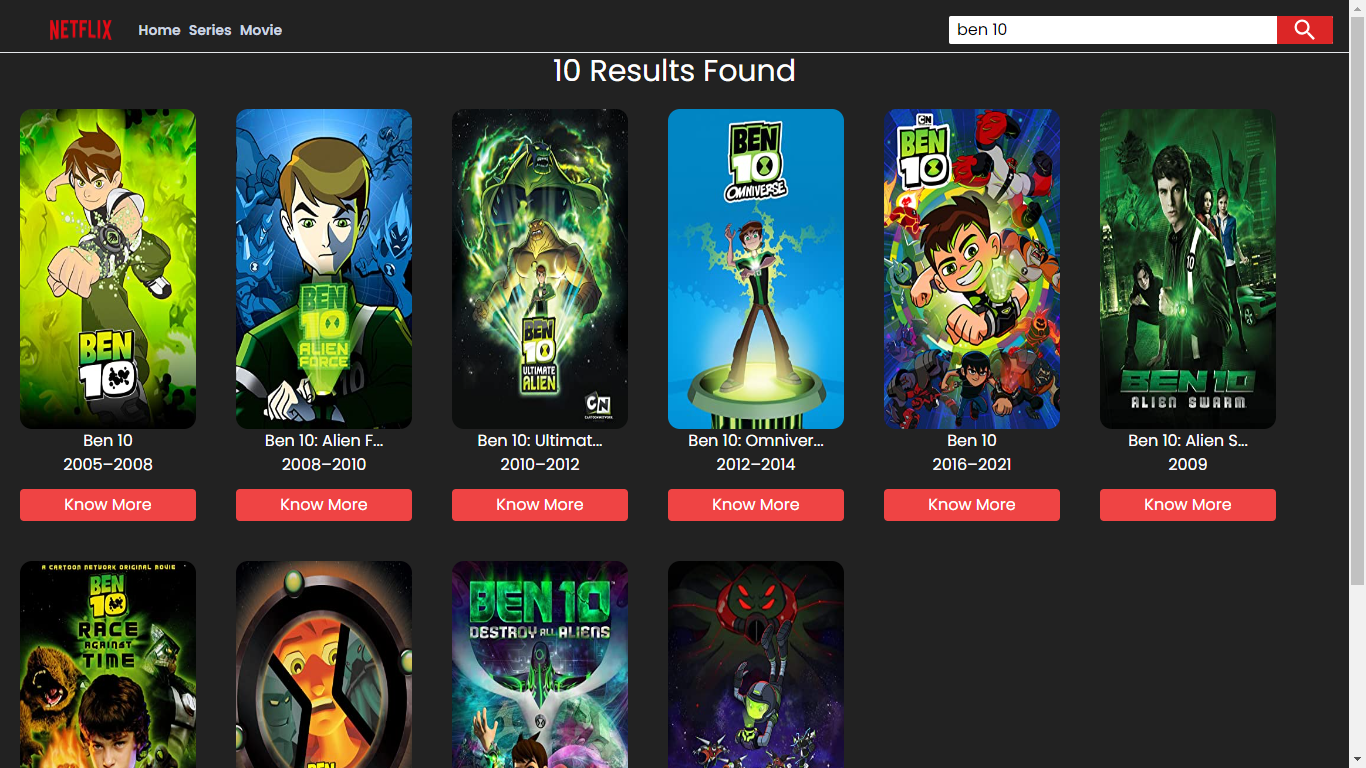 NETFLIX Home Series Movie
ben 10
10 Results Found
BEN
10
BEN
10
ALIEN
FORCE
10
BEN
10
ULTIMATE
ALIEN
CN
BEN
10
OMNIVERSE
CN
BEN
10
10
BEN 10
ALIEN SWARM
Ben 10
2005–2008
Know More
Ben 10: Alien F...
2008–2010
Know More
Ben 10: Ultimat...
2010–2012
Know More
Ben 10: Omniver...
2012–2014
Know More
Ben 10
2016–2021
Know More
Ben 10: Alien S...
2009
Know More
A CARTOON NETWORK ORIGINAL MOVIE
BEN
10
RACE
AGAINST
TIME
BEN
BEN 10
DESTROY ALL ALIENS